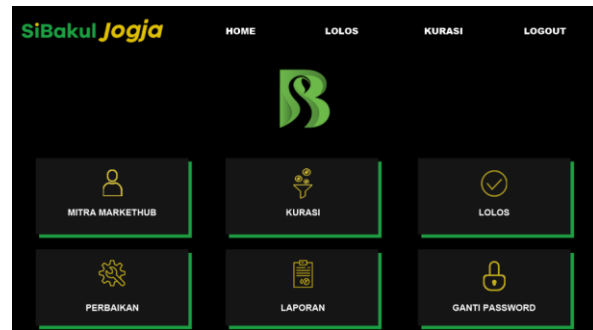 SiBakul Jogja
HOME LOLOS KURASI LOGOUT
MITRA MARKETHUB KURASI LOLOS
PERBAIKAN LAPORAN GANTI PASSWORD